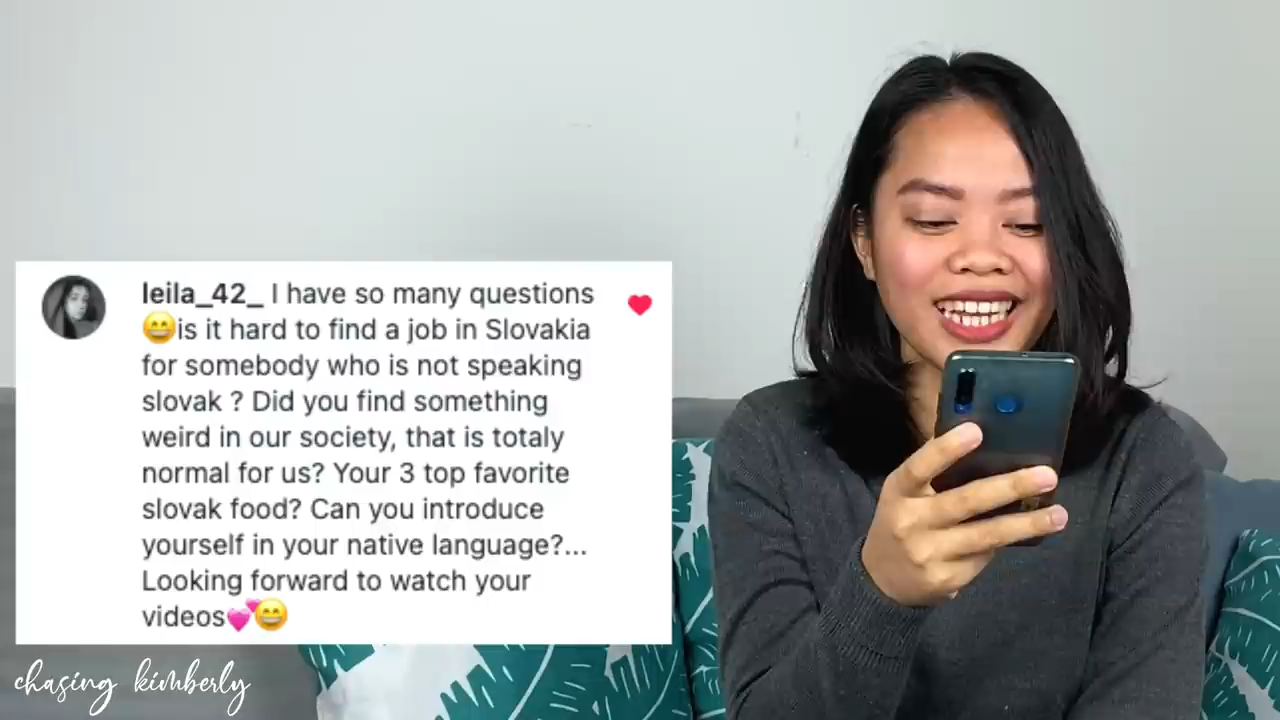 leila_42_ I have so many questions
😁is it hard to find a job in Slovakia
for somebody who is not speaking
slovak ? Did you find something
weird in our society, that is totaly
normal for us? Your 3 top favorite
slovak food? Can you introduce
yourself in your native language?...
Looking forward to watch your
videos💕😁
chasing kimberly